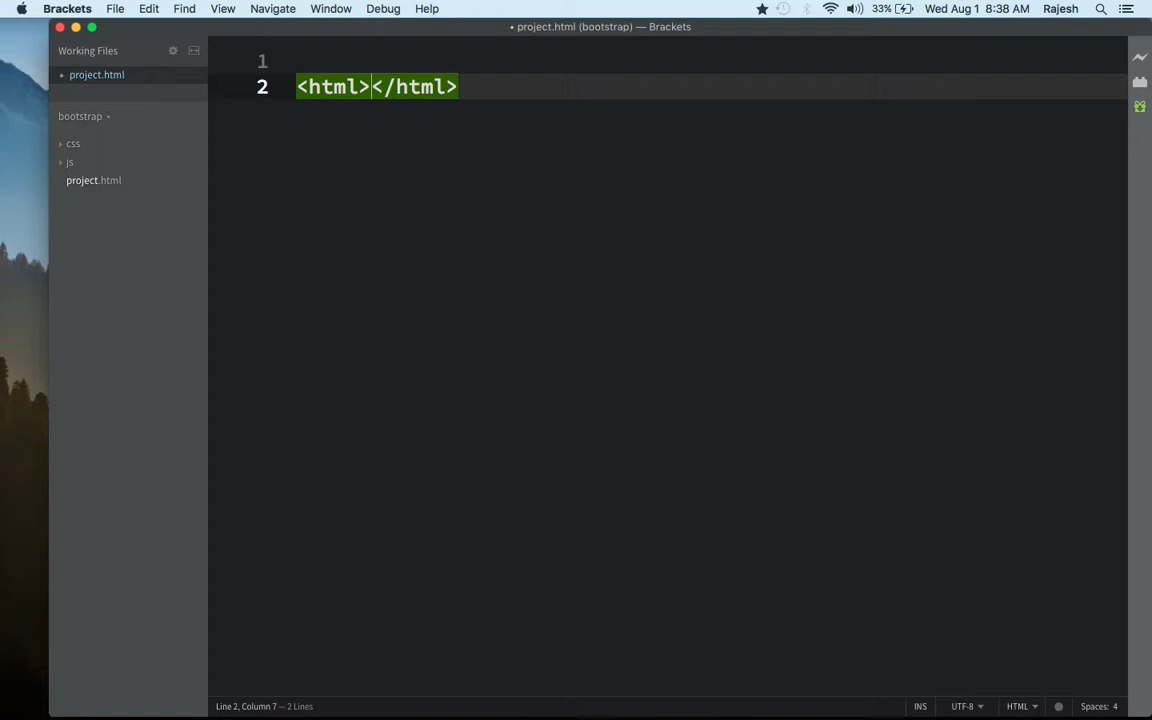 Brackets File Edit View Navigate Window Debug Help 33% Wed Aug 1 8:38 AM Rajesh
• project.html (bootstrap) — Brackets
Working Files
• project.html
bootstrap
css
js
project.html
1
2 <html></html>
Line 2, Column 7 — 2 Lines INS UTF-8 HTML Spaces: 4